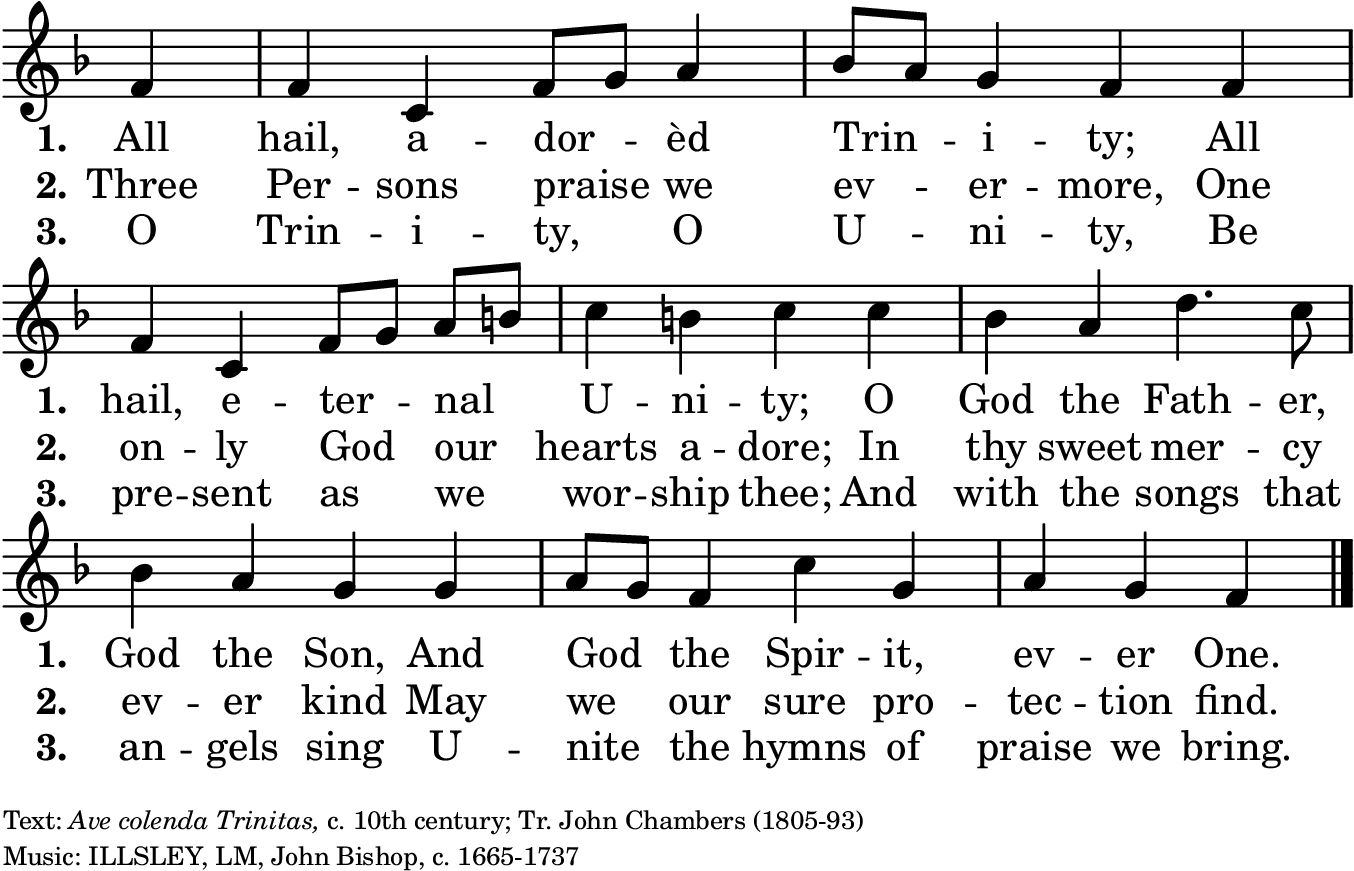 1. All hail, a - dor - èd Trin - i - ty; All
2. Three Per - sons praise we ev - er - more, One
3. O Trin - i - ty, O U - ni - ty, Be
1. hail, e - ter - nal U - ni - ty; O God the Fath - er,
2. on - ly God our hearts a - dore; In thy sweet mer - cy
3. pre - sent as we wor - ship thee; And with the songs that
1. God the Son, And God the Spir - it, ev - er One.
2. ev - er kind May we our sure pro - tec - tion find.
3. an - gels sing U - nite the hymns of praise we bring.
Text: Ave colenda Trinitas, c. 10th century; Tr. John Chambers (1805-93)
Music: ILLSLEY, LM, John Bishop, c. 1665-1737